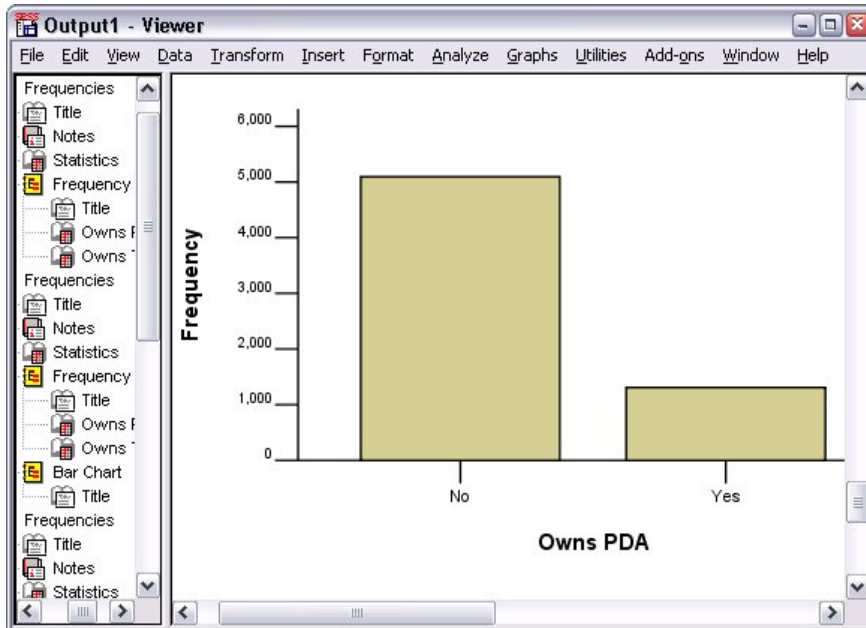 Output1 - Viewer
File Edit View Data Transform Insert Format Analyze Graphs Utilities Add-ons Window Help
Frequencies
Title
Notes
Statistics
Frequency
Title
Owns
Owns
Frequencies
Title
Notes
Statistics
Frequency
Title
Owns
Owns
Bar Chart
Title
Frequencies
Title
Notes
Statistics
6,000
5,000
4,000
3,000
2,000
1,000
0
Frequency
No Yes
Owns PDA